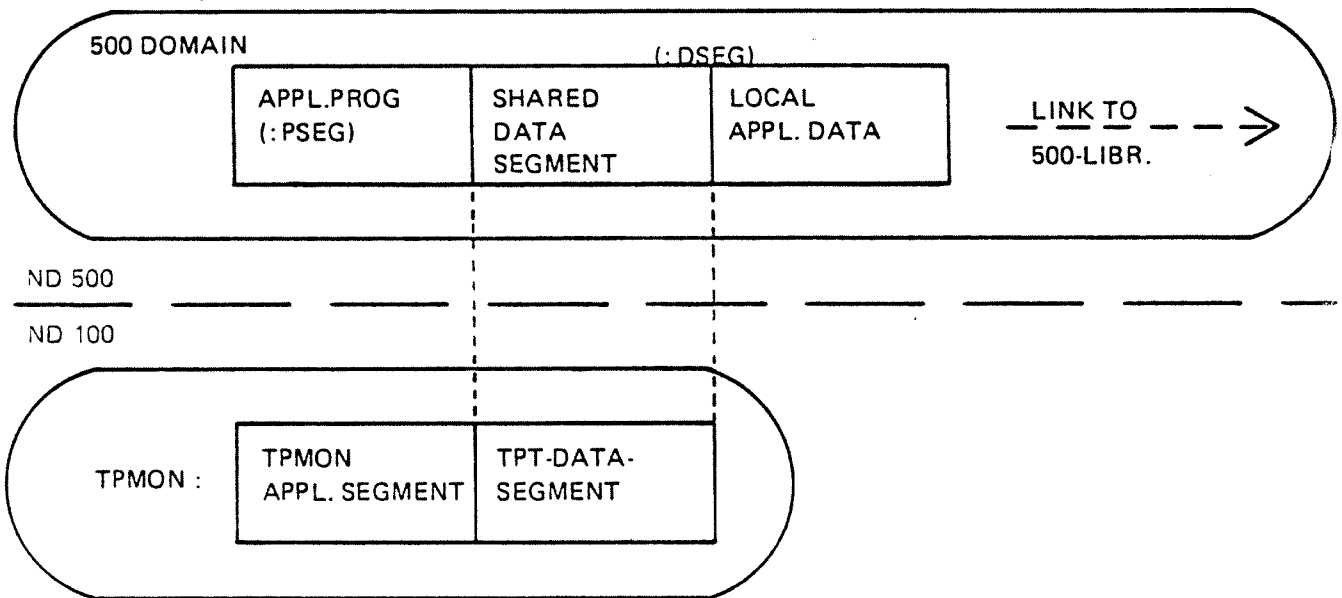 500 DOMAIN
(:DSEG)
APPL.PROG
(:PSEG)
SHARED
DATA
SEGMENT
LOCAL
APPL. DATA
LINK TO
500-LIBR.
ND 500
ND 100
TPMON :
TPMON
APPL. SEGMENT
TPT-DATA-
SEGMENT